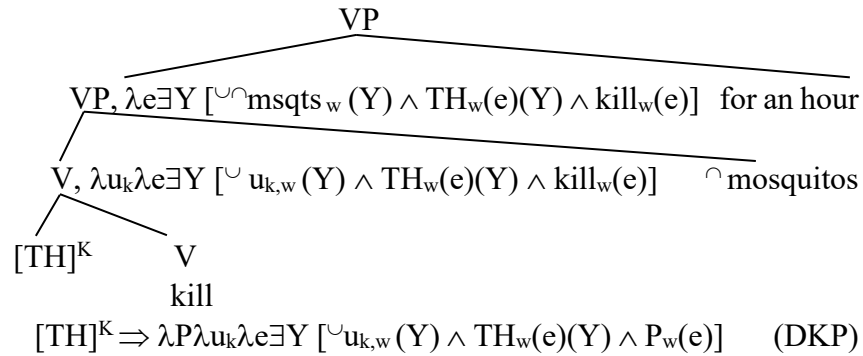 VP
VP, λe∃Y [∪∩msqts w (Y) ∧ THw(e)(Y) ∧ killw(e)] for an hour
V, λukλe∃Y [∪ uk,w (Y) ∧ THw(e)(Y) ∧ killw(e)] ∩ mosquitos
[TH]K V
kill
[TH]K ⇒ λPλukλe∃Y [∪uk,w (Y) ∧ THw(e)(Y) ∧ Pw(e)] (DKP)